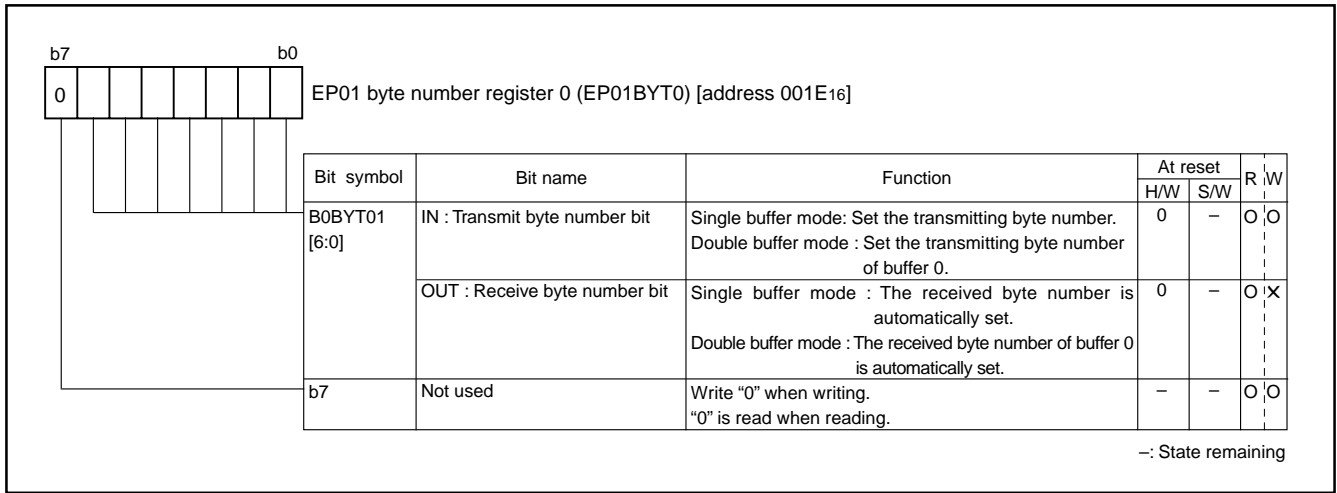 b7 b0
0 EP01 byte number register 0 (EP01BYT0) [address 001E16]
Bit symbol Bit name Function At reset R W
H/W S/W
B0BYT01 IN : Transmit byte number bit Single buffer mode: Set the transmitting byte number. 0 – O O
[6:0] Double buffer mode : Set the transmitting byte number
of buffer 0.
OUT : Receive byte number bit Single buffer mode : The received byte number is 0 – O X
automatically set.
Double buffer mode : The received byte number of buffer 0
is automatically set.
b7 Not used Write “0” when writing. – – O O
“0” is read when reading.
–: State remaining